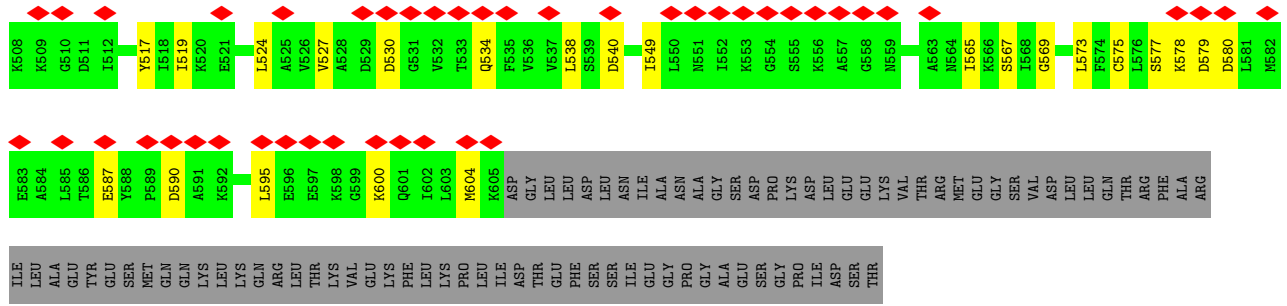 K508 K509 G510 D511 I512 Y517 I518 I519 K520 E521 L524 A525 V526 V527 A528 D529 D530 G531 V532 T533 Q534 F535 V536 V537 L538 S539 D540 I549 L550 N551 I552 K553 G554 S555 K556 A557 G558 N559 A563 N564 I565 K566 S567 I568 G569 L573 F574 C575 L576 S577 K578 D579 D580 L581 M582
E583 A584 L585 T586 E587 Y588 P589 D590 A591 K592 L595 E596 E597 K598 G599 K600 Q601 I602 L603 M604 K605 ASP GLY LEU LEU ASP LEU ASN ILE ALA ASN ALA GLY SER ASP PRO LYS ASP LEU GLU GLU LYS VAL THR ARG MET GLU GLY SER VAL ASP LEU LEU GLN THR ARG PHE ALA ARG
ILE LEU ALA GLU TYR GLU SER MET GLN GLN LYS LEU LYS GLN ARG LEU THR LYS VAL GLU LYS PHE LEU LYS PRO LEU ILE ASP THR GLU PHE SER SER ILE GLU GLY PRO GLY ALA GLU SER GLY PRO ILE ASP SER THR